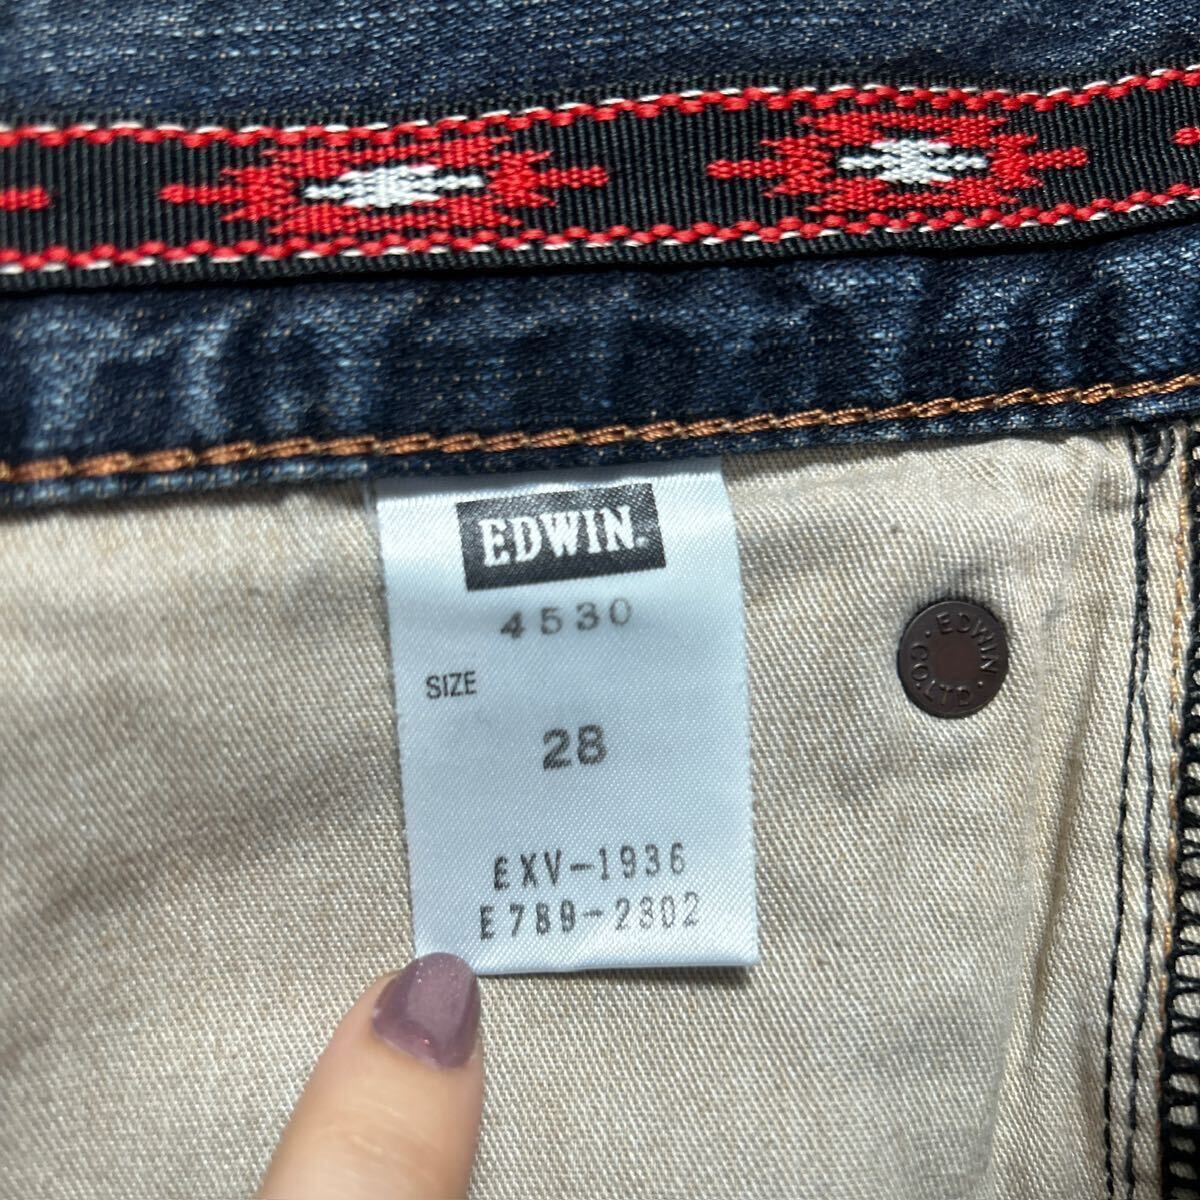 EDWIN.
4530
SIZE
28
EXV-1936
E789-2802
· EDWIN · CO.LTD